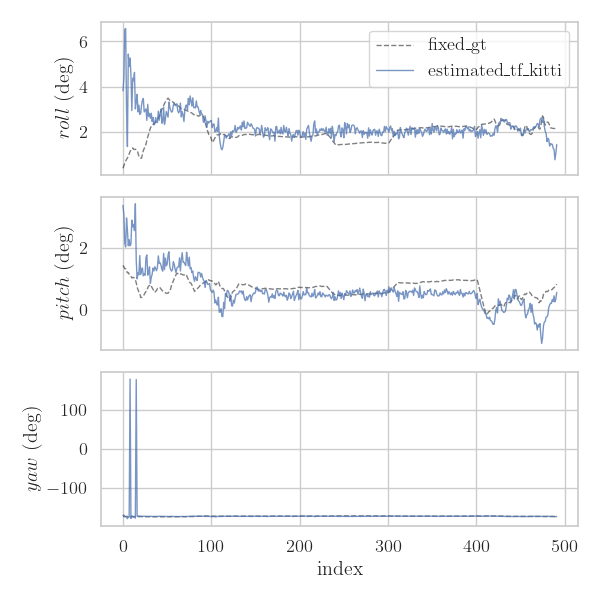 6
4
2
roll (deg)
fixed_gt
estimated_tf_kitti
2
0
pitch (deg)
100
0
−100
yaw (deg)
0 100 200 300 400 500
index